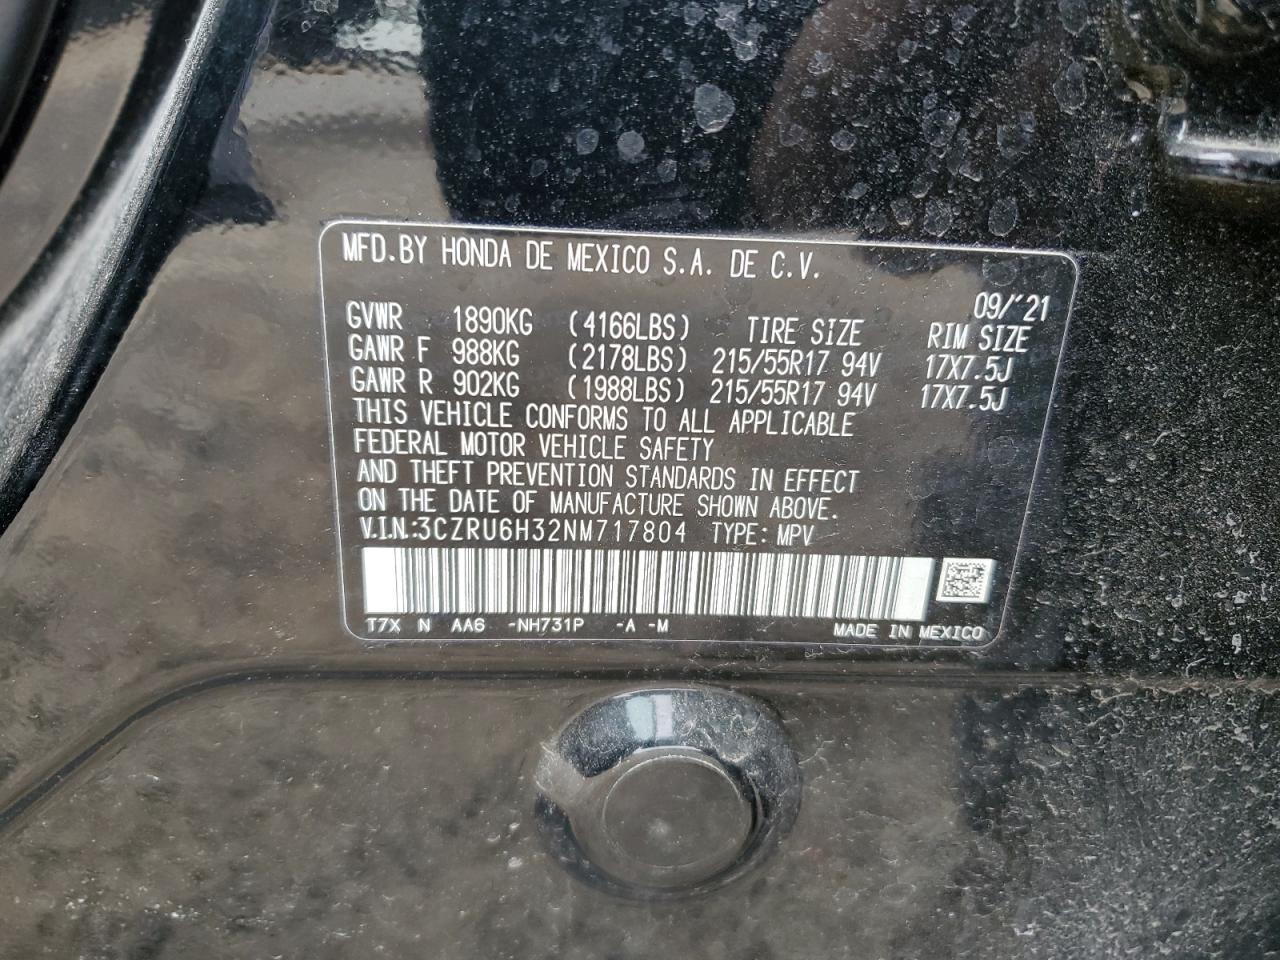 MFD.BY HONDA DE MEXICO S.A. DE C.V.
09/'21
GVWR 1890KG (4166LBS) TIRE SIZE RIM SIZE
GAWR F 988KG (2178LBS) 215/55R17 94V 17X7.5J
GAWR R 902KG (1988LBS) 215/55R17 94V 17X7.5J
THIS VEHICLE CONFORMS TO ALL APPLICABLE
FEDERAL MOTOR VEHICLE SAFETY
AND THEFT PREVENTION STANDARDS IN EFFECT
ON THE DATE OF MANUFACTURE SHOWN ABOVE.
V.I.N.:3CZRU6H32NM717804 TYPE: MPV
T7X N AA6 -NH731P -A -M MADE IN MEXICO